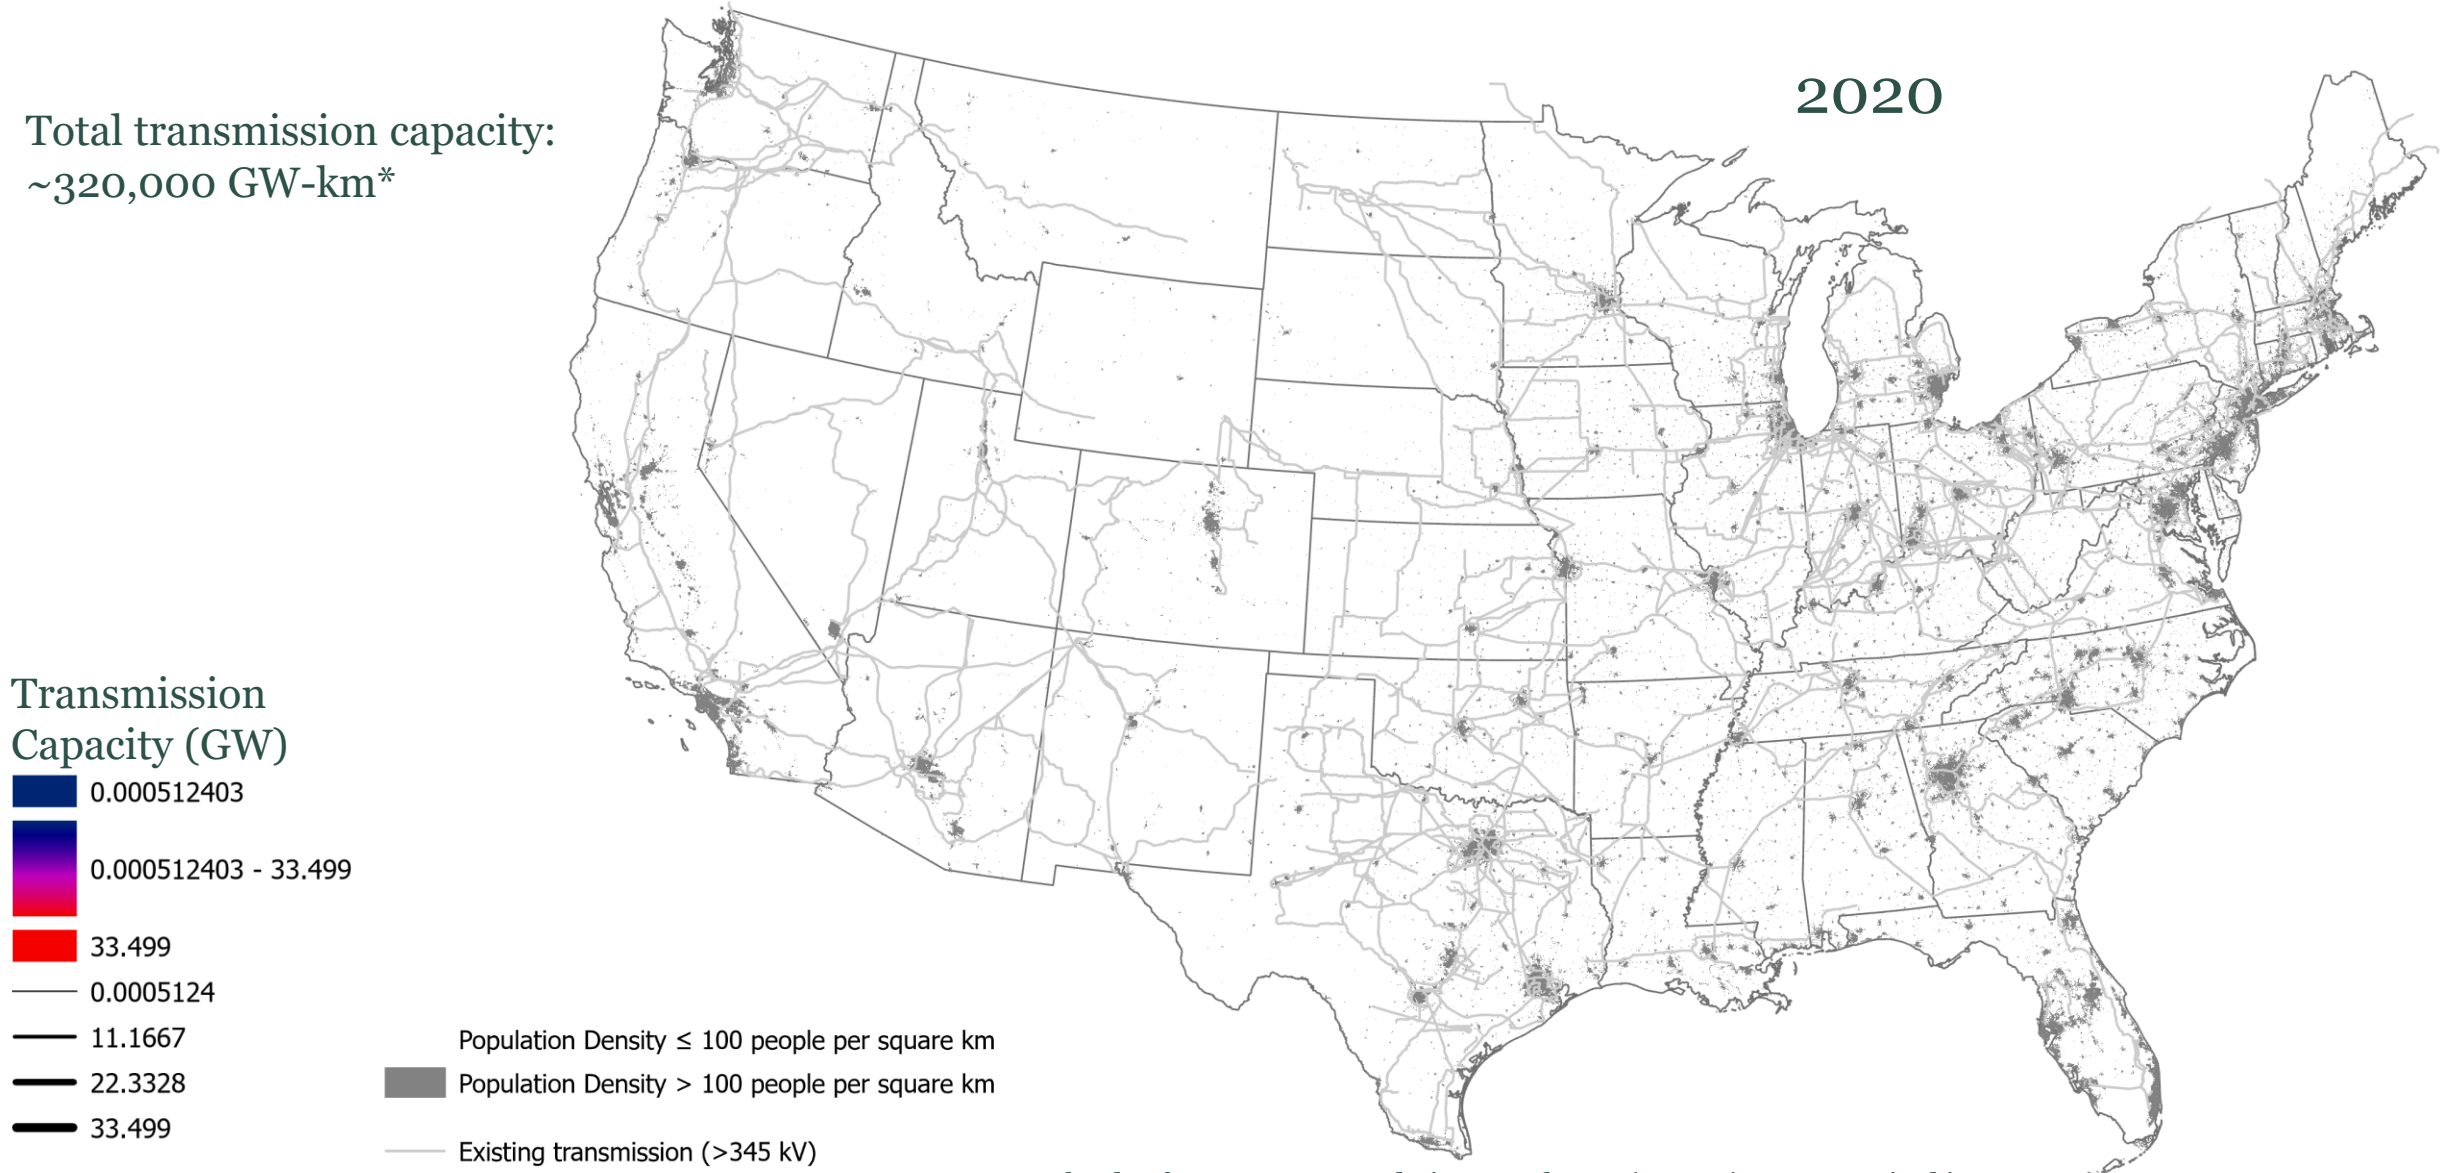 2020
Total transmission capacity:
~320,000 GW-km*
Transmission
Capacity (GW)
0.000512403
0.000512403 - 33.499
33.499
0.0005124
11.1667
22.3328
33.499
Population Density ≤ 100 people per square km
Population Density > 100 people per square km
Existing transmission (>345 kV)